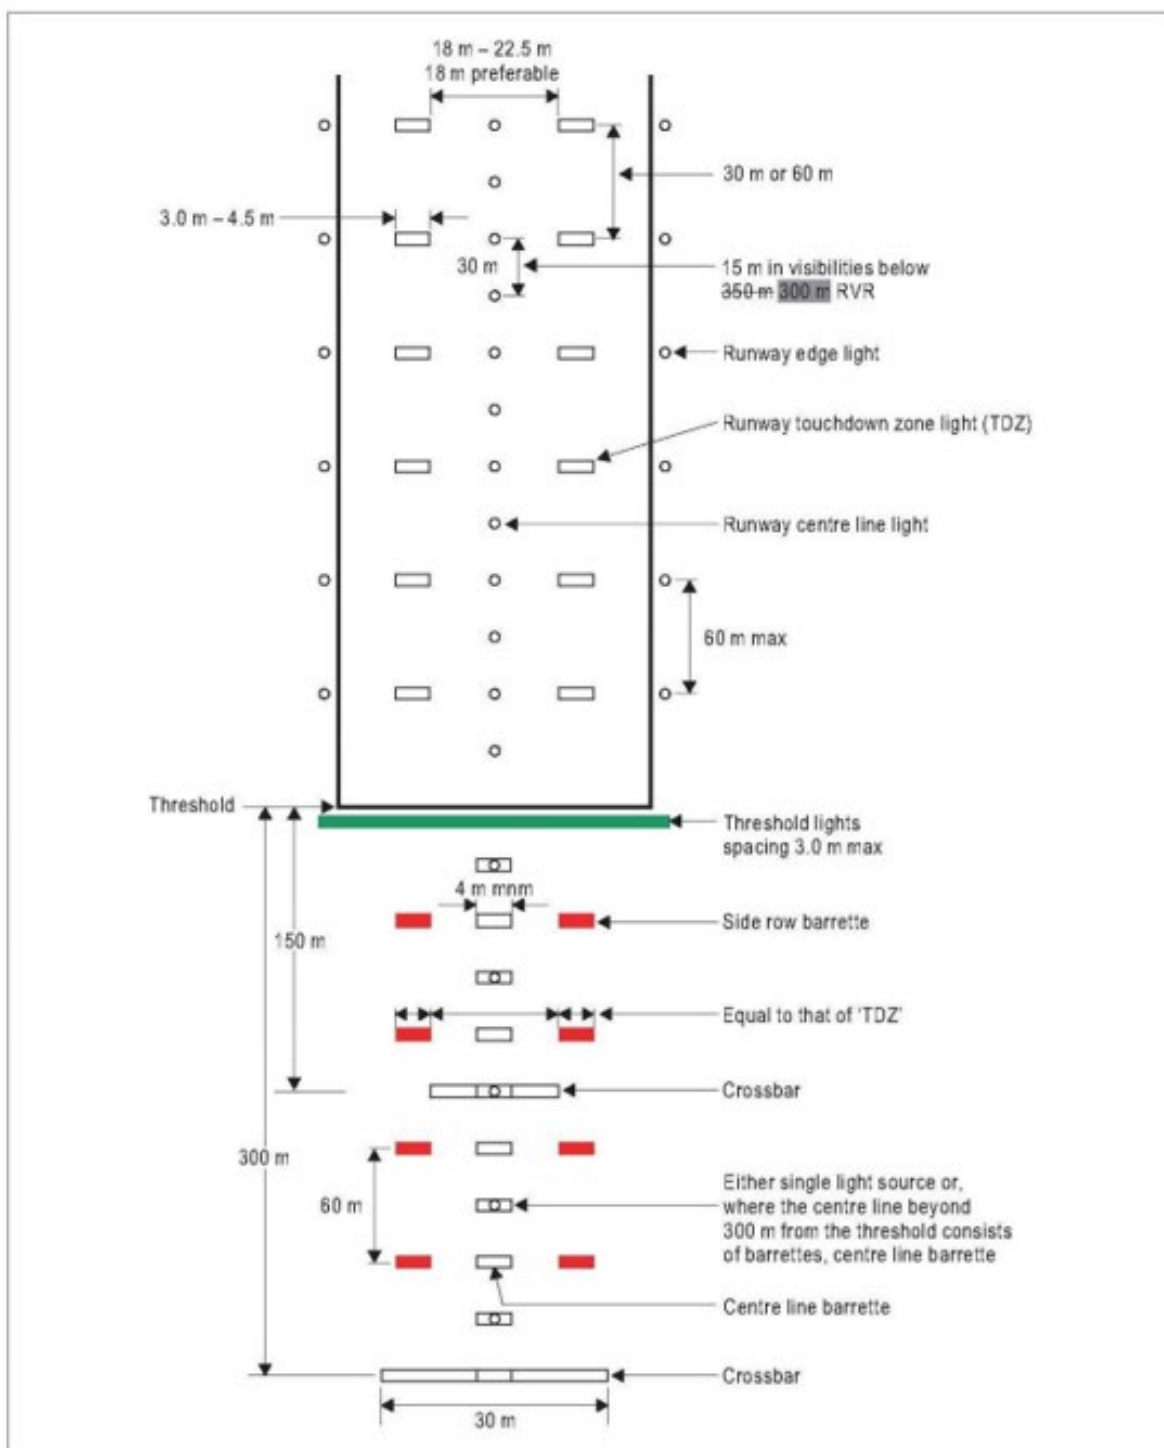 18 m – 22.5 m
18 m preferable
30 m or 60 m
3.0 m – 4.5 m
30 m
15 m in visibilities below
350 m 300 m RVR
Runway edge light
Runway touchdown zone light (TDZ)
Runway centre line light
60 m max
Threshold
Threshold lights
spacing 3.0 m max
4 m mnm
Side row barrette
150 m
Equal to that of ‘TDZ’
Crossbar
300 m
60 m
Either single light source or,
where the centre line beyond
300 m from the threshold consists
of barrettes, centre line barrette
Centre line barrette
Crossbar
30 m